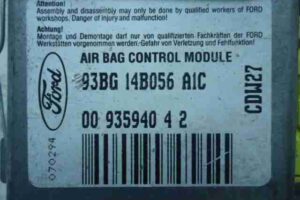 Attention!
Assembly and disassembly may only be done by qualified workers of FORD
workshops. Danger of injury and malfunction!
Achtung!
Montage und Demontage darf nur von qualifizierten Fachkräften der FORD
Werkstätten vorgenommen werden. Gefahr von Verletzung und Fehlfunktion!
Ford
AIR BAG CONTROL MODULE
93BG 14B056 A1C
00 935940 4 2
CDW27
070294